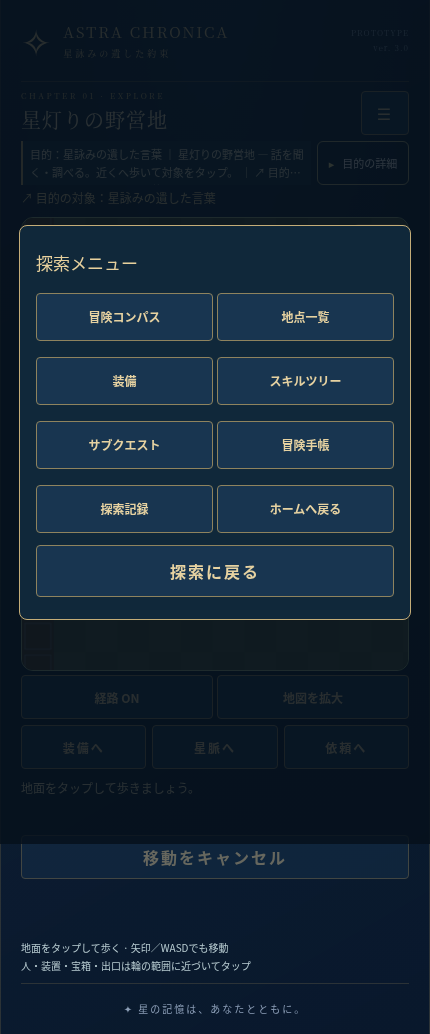 ASTRA CHRONICA
星詠みの遺した約束
PROTOTYPE
ver. 1.0
CHAPTER 01 · EXPLORE
星灯りの野営地
目的：星詠みの遺した言葉 ｜ 星灯りの野営地 — 話を聞
く・調べる。近くへ歩いて対象をタップ。 ｜ ↗ 目的…
▸ 目的の詳細
↗ 目的の対象：星詠みの遺した言葉
探索メニュー
冒険コンパス
地点一覧
装備
スキルツリー
サブクエスト
冒険手帳
探索記録
ホームへ戻る
探索に戻る
経路 ON
地図を拡大
装備へ
星脈へ
依頼へ
地面をタップして歩きましょう。
移動をキャンセル
地面をタップして歩く · 矢印／WASDでも移動
人・装置・宝箱・出口は輪の範囲に近づいてタップ
✦ 星の記憶は、あなたとともに。